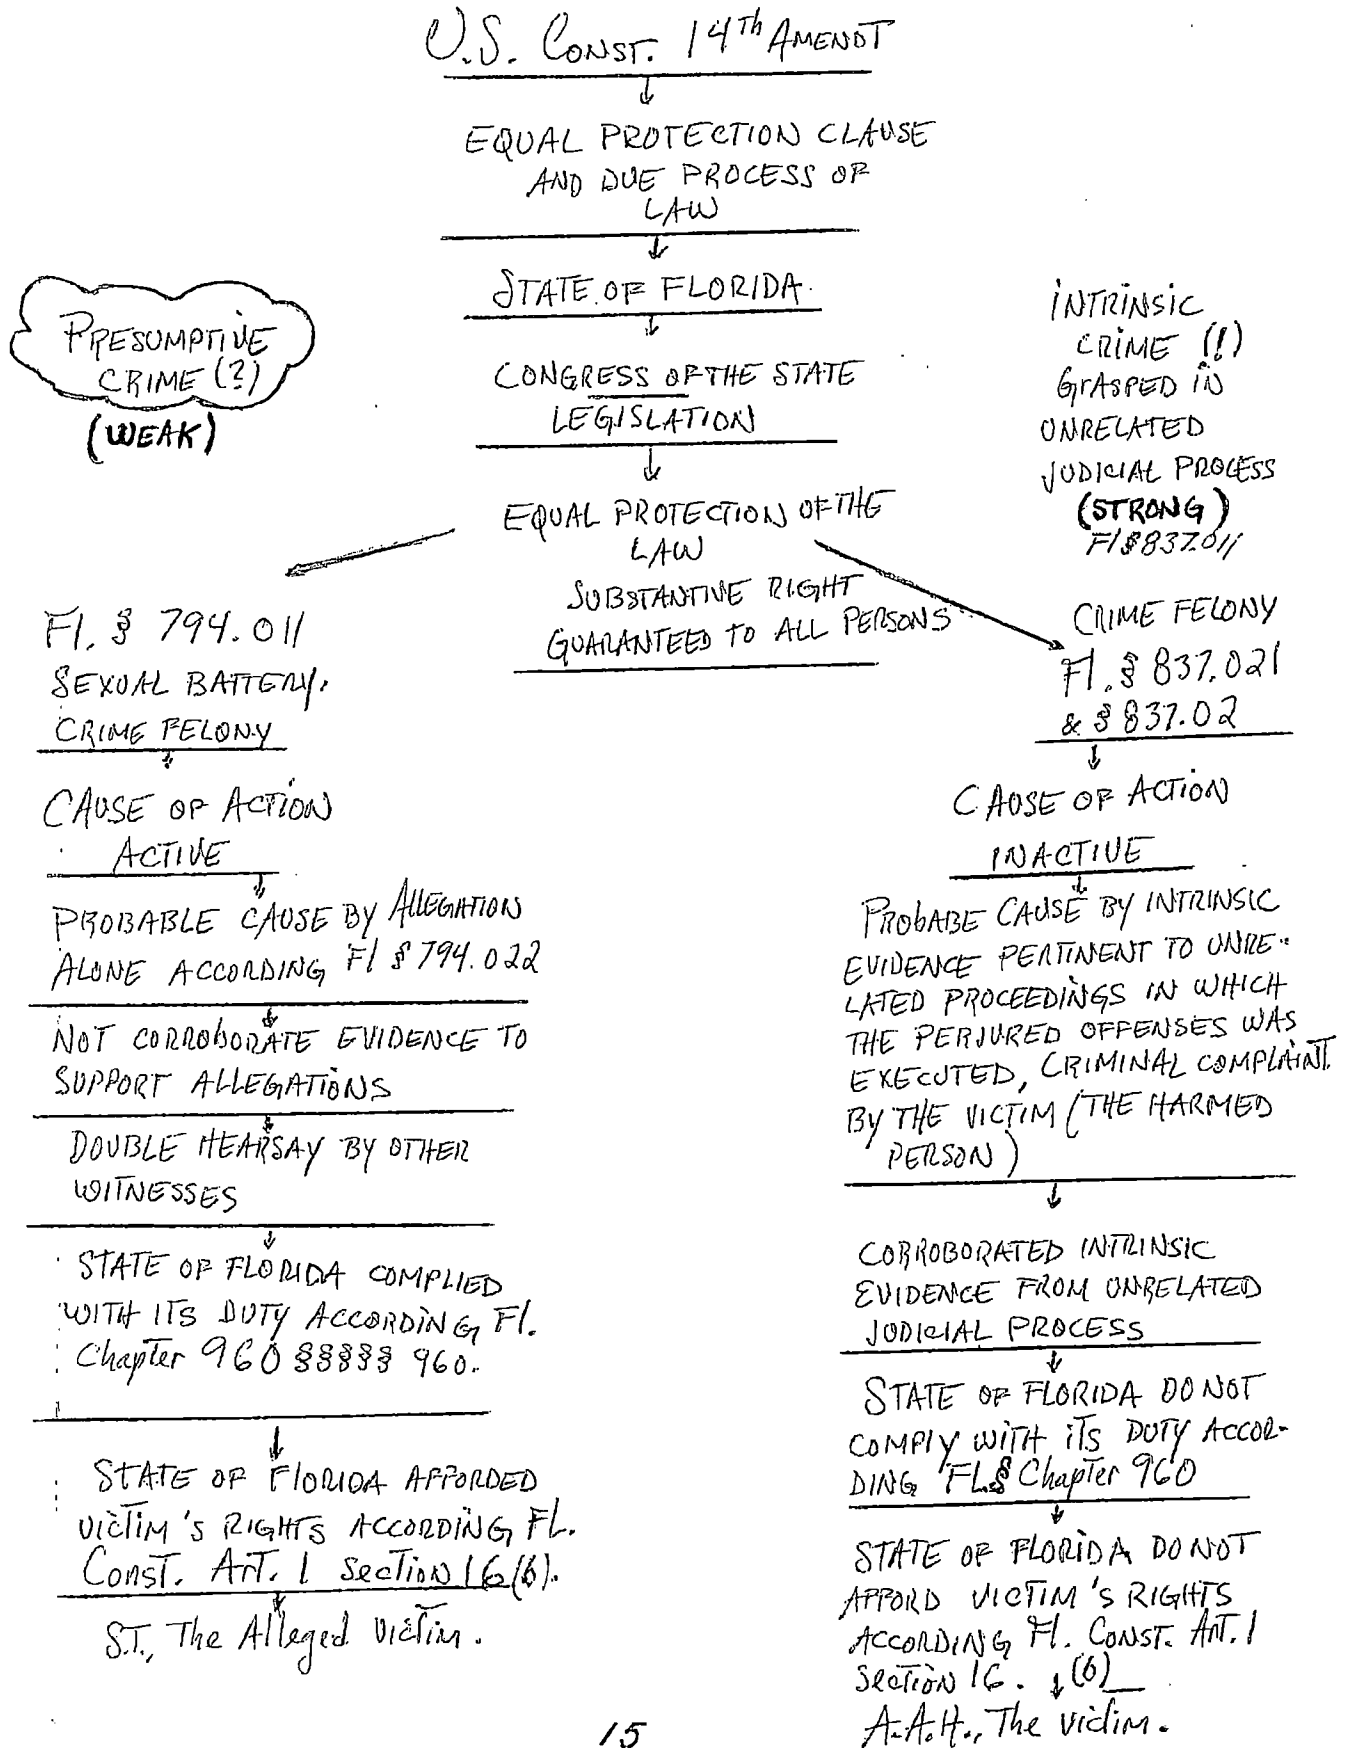 U.S. CONST. 14Th AMENDT
EQUAL PROTECTION CLAUSE
AND DUE PROCESS OF
LAW
STATE OF FLORIDA.
CONGRESS OF THE STATE
LEGISLATION
EQUAL PROTECTION OF THE
LAW
SUBSTANTIVE RIGHT
GUARANTEED TO ALL PERSONS
PRESUMPTIVE
CRIME (?)
(WEAK)
Fl. § 794.011
SEXUAL BATTERY.
CRIME FELONY
CAUSE OF ACTION
ACTIVE
PROBABLE CAUSE BY ALLEGATION
ALONE ACCORDING Fl § 794.022
NOT CORROBORATE EVIDENCE TO
SUPPORT ALLEGATIONS
DOUBLE HEARSAY BY OTHER
WITNESSES
STATE OF FLORIDA COMPLIED
WITH ITS DUTY ACCORDING Fl.
Chapter 960 §§§§§ 960.
STATE OF FLORIDA AFFORDED
VICTIM'S RIGHTS ACCORDING FL.
CONST. ART. I Section 16(6).
S.T., The Alleged Victim.
INTRINSIC
CRIME (!)
GRASPED IN
UNRELATED
JUDICIAL PROCESS
(STRONG)
Fl § 837.011
CRIME FELONY
Fl. § 837.021
& § 837.02
CAUSE OF ACTION
INACTIVE
PROBABE CAUSE BY INTRINSIC
EVIDENCE PERTINENT TO UNRE-
LATED PROCEEDINGS IN WHICH
THE PERJURED OFFENSES WAS
EXECUTED, CRIMINAL COMPLAINT.
BY THE VICTIM (THE HARMED
PERSON)
CORROBORATED INTRINSIC
EVIDENCE FROM UNRELATED
JUDICIAL PROCESS
STATE OF FLORIDA DO NOT
COMPLY WITH ITS DUTY ACCOR-
DING FL.§ Chapter 960
STATE OF FLORIDA DO NOT
AFFORD VICTIM'S RIGHTS
ACCORDING Fl. CONST. ART. I
Section 16. (6)
A.A.H., The Victim.
15